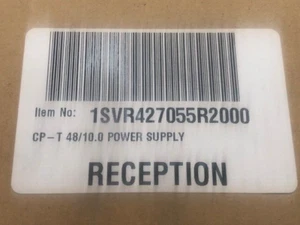 Item No: 1SVR427055R2000
CP-T 48/10.0 POWER SUPPLY
RECEPTION